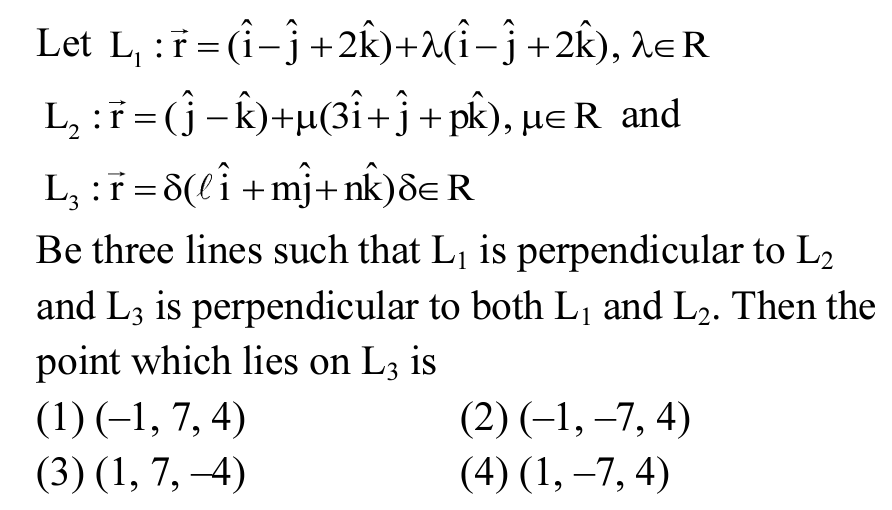 Let L₁ : r⃗ = (î − ĵ + 2k̂) + λ(î − ĵ + 2k̂), λ ∈ R
L₂ : r⃗ = (ĵ − k̂) + μ(3î + ĵ + pk̂), μ ∈ R and
L₃ : r⃗ = δ(ℓî + mĵ + nk̂)δ ∈ R
Be three lines such that L₁ is perpendicular to L₂
and L₃ is perpendicular to both L₁ and L₂. Then the
point which lies on L₃ is
(1) (–1, 7, 4) (2) (–1, –7, 4)
(3) (1, 7, –4) (4) (1, –7, 4)